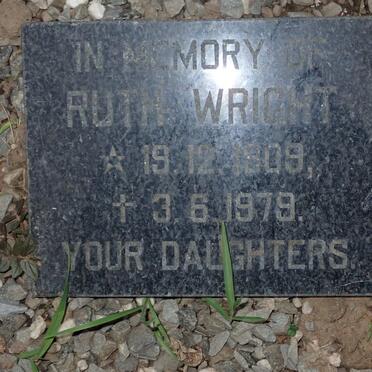 IN MEMORY OF
RUTH WRIGHT
☆ 19.12.1909,
✝ 3.6.1979.
YOUR DAUGHTERS.